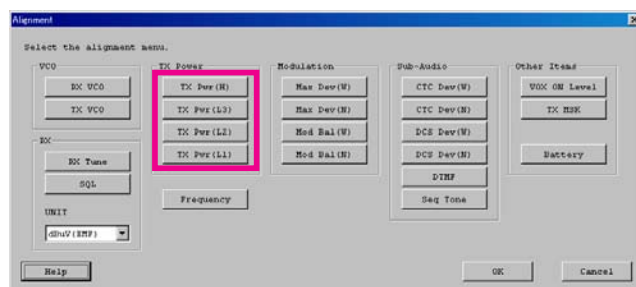 Alignment
Select the alignment menu.
VCO
RX VCO
TX VCO
RX
RX Tune
SQL
UNIT
dBuV(EMF)
TX Power
TX Pwr(H)
TX Pwr(L3)
TX Pwr(L2)
TX Pwr(L1)
Frequency
Modulation
Max Dev(W)
Max Dev(N)
Mod Bal(W)
Mod Bal(N)
Sub-Audio
CTC Dev(W)
CTC Dev(N)
DCS Dev(W)
DCS Dev(N)
DTMF
Seq Tone
Other Items
VOX ON Level
TX MSK
Battery
Help
OK
Cancel